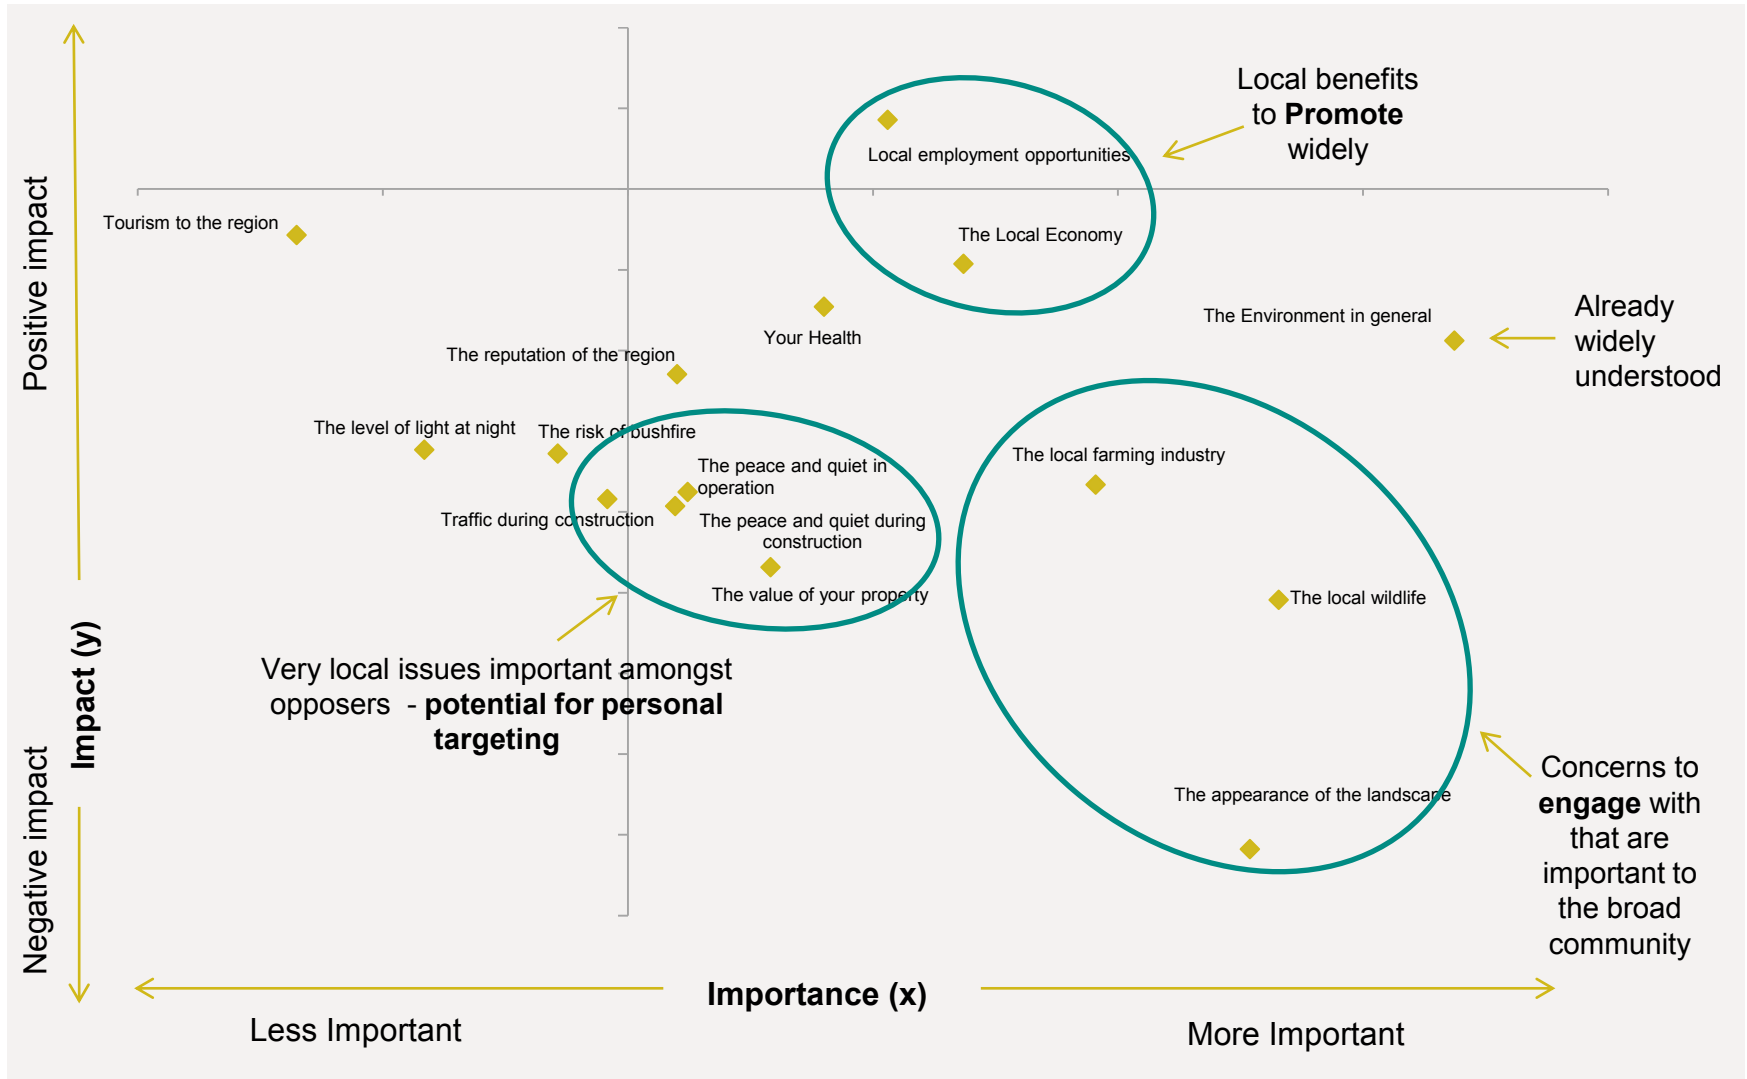 Local benefits
to Promote
widely
Local employment opportunities
Positive impact
Tourism to the region
The Local Economy
The Environment in general
Already
widely
understood
Your Health
The reputation of the region
The level of light at night
The risk of bushfire
The peace and quiet in
operation
The local farming industry
Traffic during construction
The peace and quiet during
construction
The value of your property
The local wildlife
Impact (y)
Very local issues important amongst
opposers - potential for personal
targeting
Negative impact
The appearance of the landscape
Concerns to
engage with
that are
important to
the broad
community
Importance (x)
Less Important
More Important